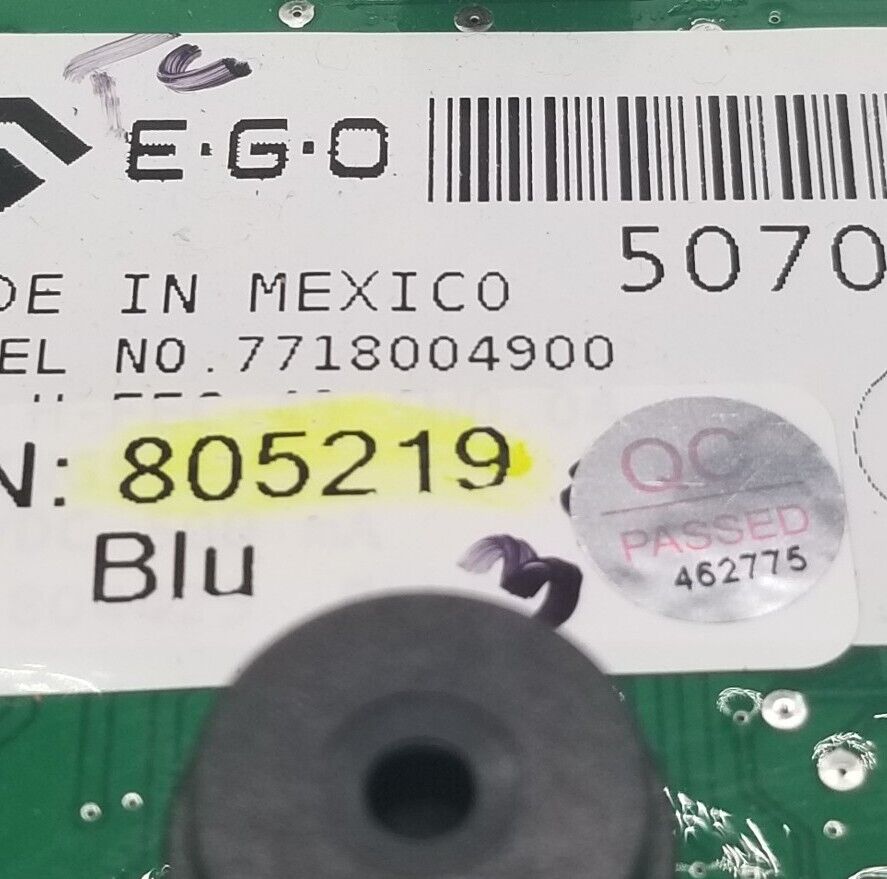 E·G·O
5070
DE IN MEXICO
EL NO.7718004900
N: 805219
Blu
QC
PASSED
462775